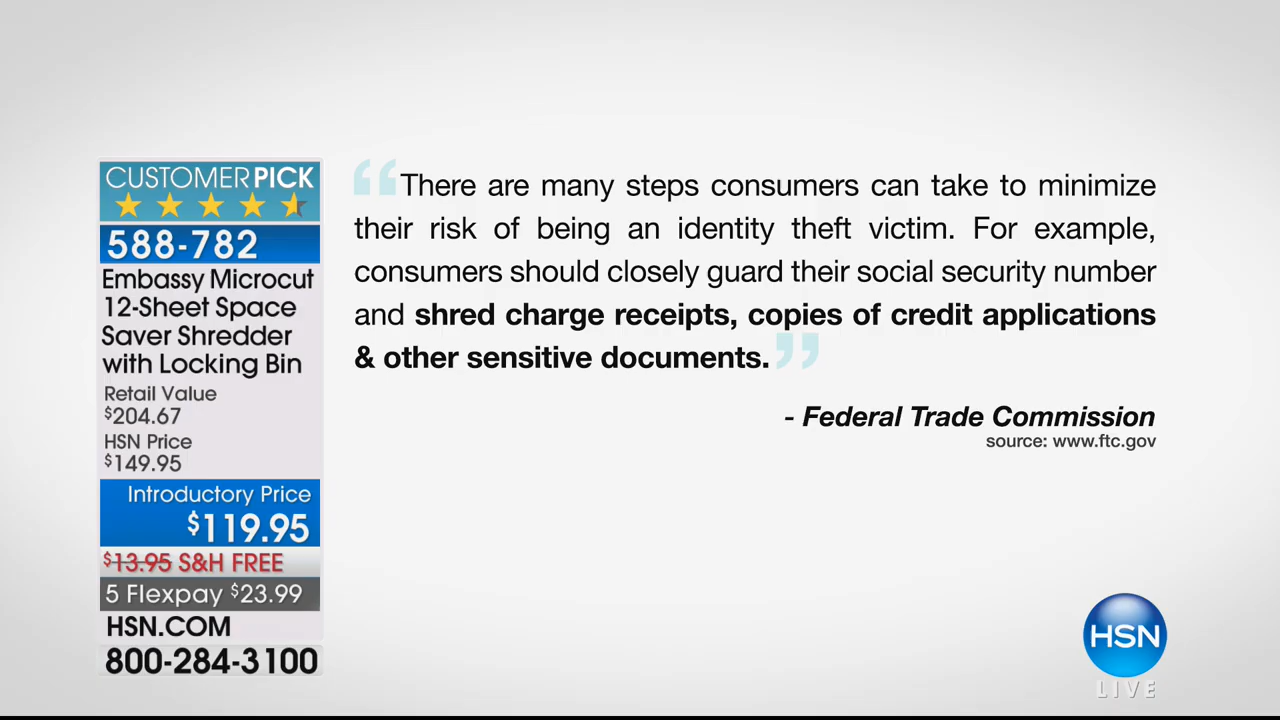 CUSTOMERPICK
588-782
Embassy Microcut
12-Sheet Space
Saver Shredder
with Locking Bin
Retail Value
$204.67
HSN Price
$149.95
Introductory Price
$119.95
$13.95 S&H FREE
5 Flexpay $23.99
HSN.COM
800-284-3100
“There are many steps consumers can take to minimize
their risk of being an identity theft victim. For example,
consumers should closely guard their social security number
and shred charge receipts, copies of credit applications
& other sensitive documents.”
- Federal Trade Commission
source: www.ftc.gov
HSN
LIVE